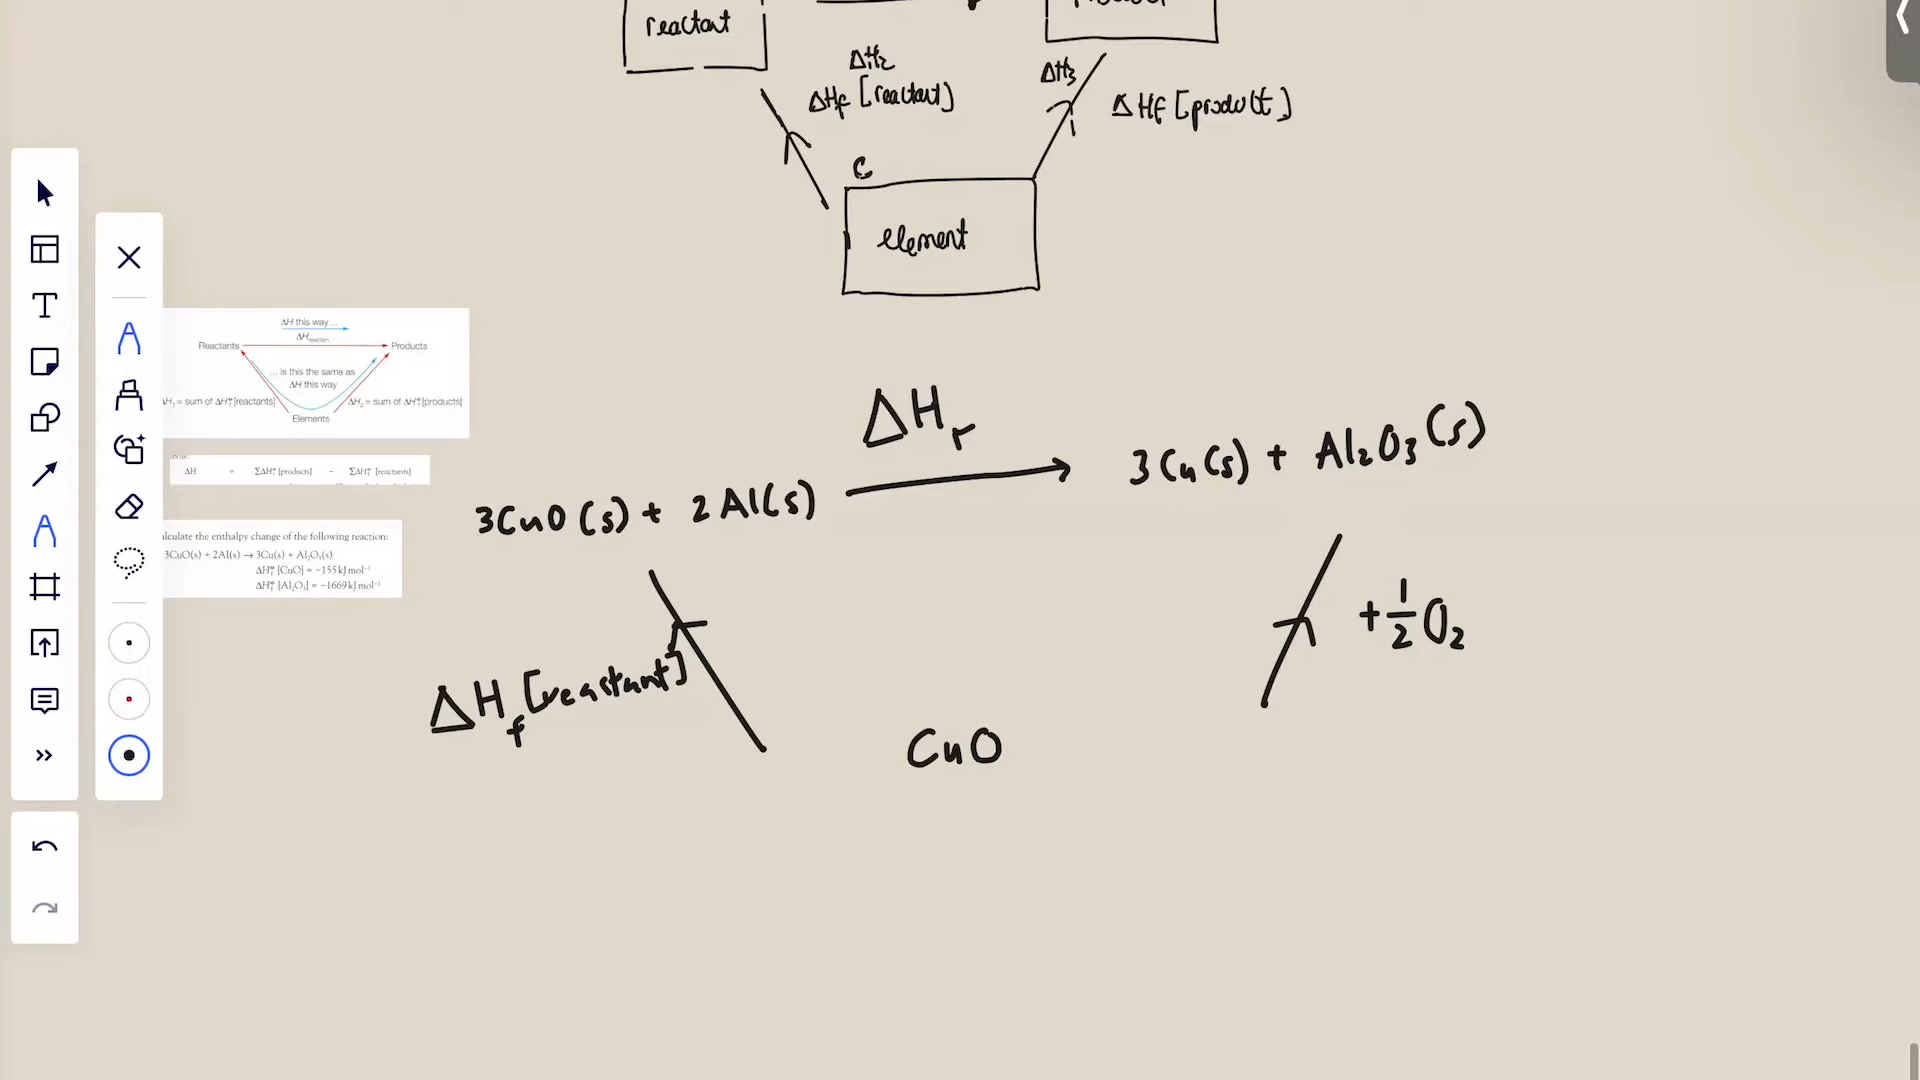 reactant
ΔH₂
ΔHf [reactant]
ΔH₃
ΔHf [product]
C
element
ΔH this way...
ΔHreaction
Reactants
Products
... is this the same as
ΔH this way
H₁ = sum of ΔHf⦵[reactants]
ΔH₂ = sum of ΔHf⦵[products]
Elements
ΔH = ΣΔHf⦵ [products] − ΣΔHf⦵ [reactants]
alculate the enthalpy change of the following reaction:
3CuO(s) + 2Al(s) → 3Cu(s) + Al₂O₃(s)
ΔHf⦵ [CuO] = −155 kJ mol⁻¹
ΔHf⦵ [Al₂O₃] = −1669 kJ mol⁻¹
ΔHr
3CuO(s) + 2Al(s) → 3Cu(s) + Al₂O₃(s)
ΔHf [reactant]
+ 1/2 O₂
CuO
T